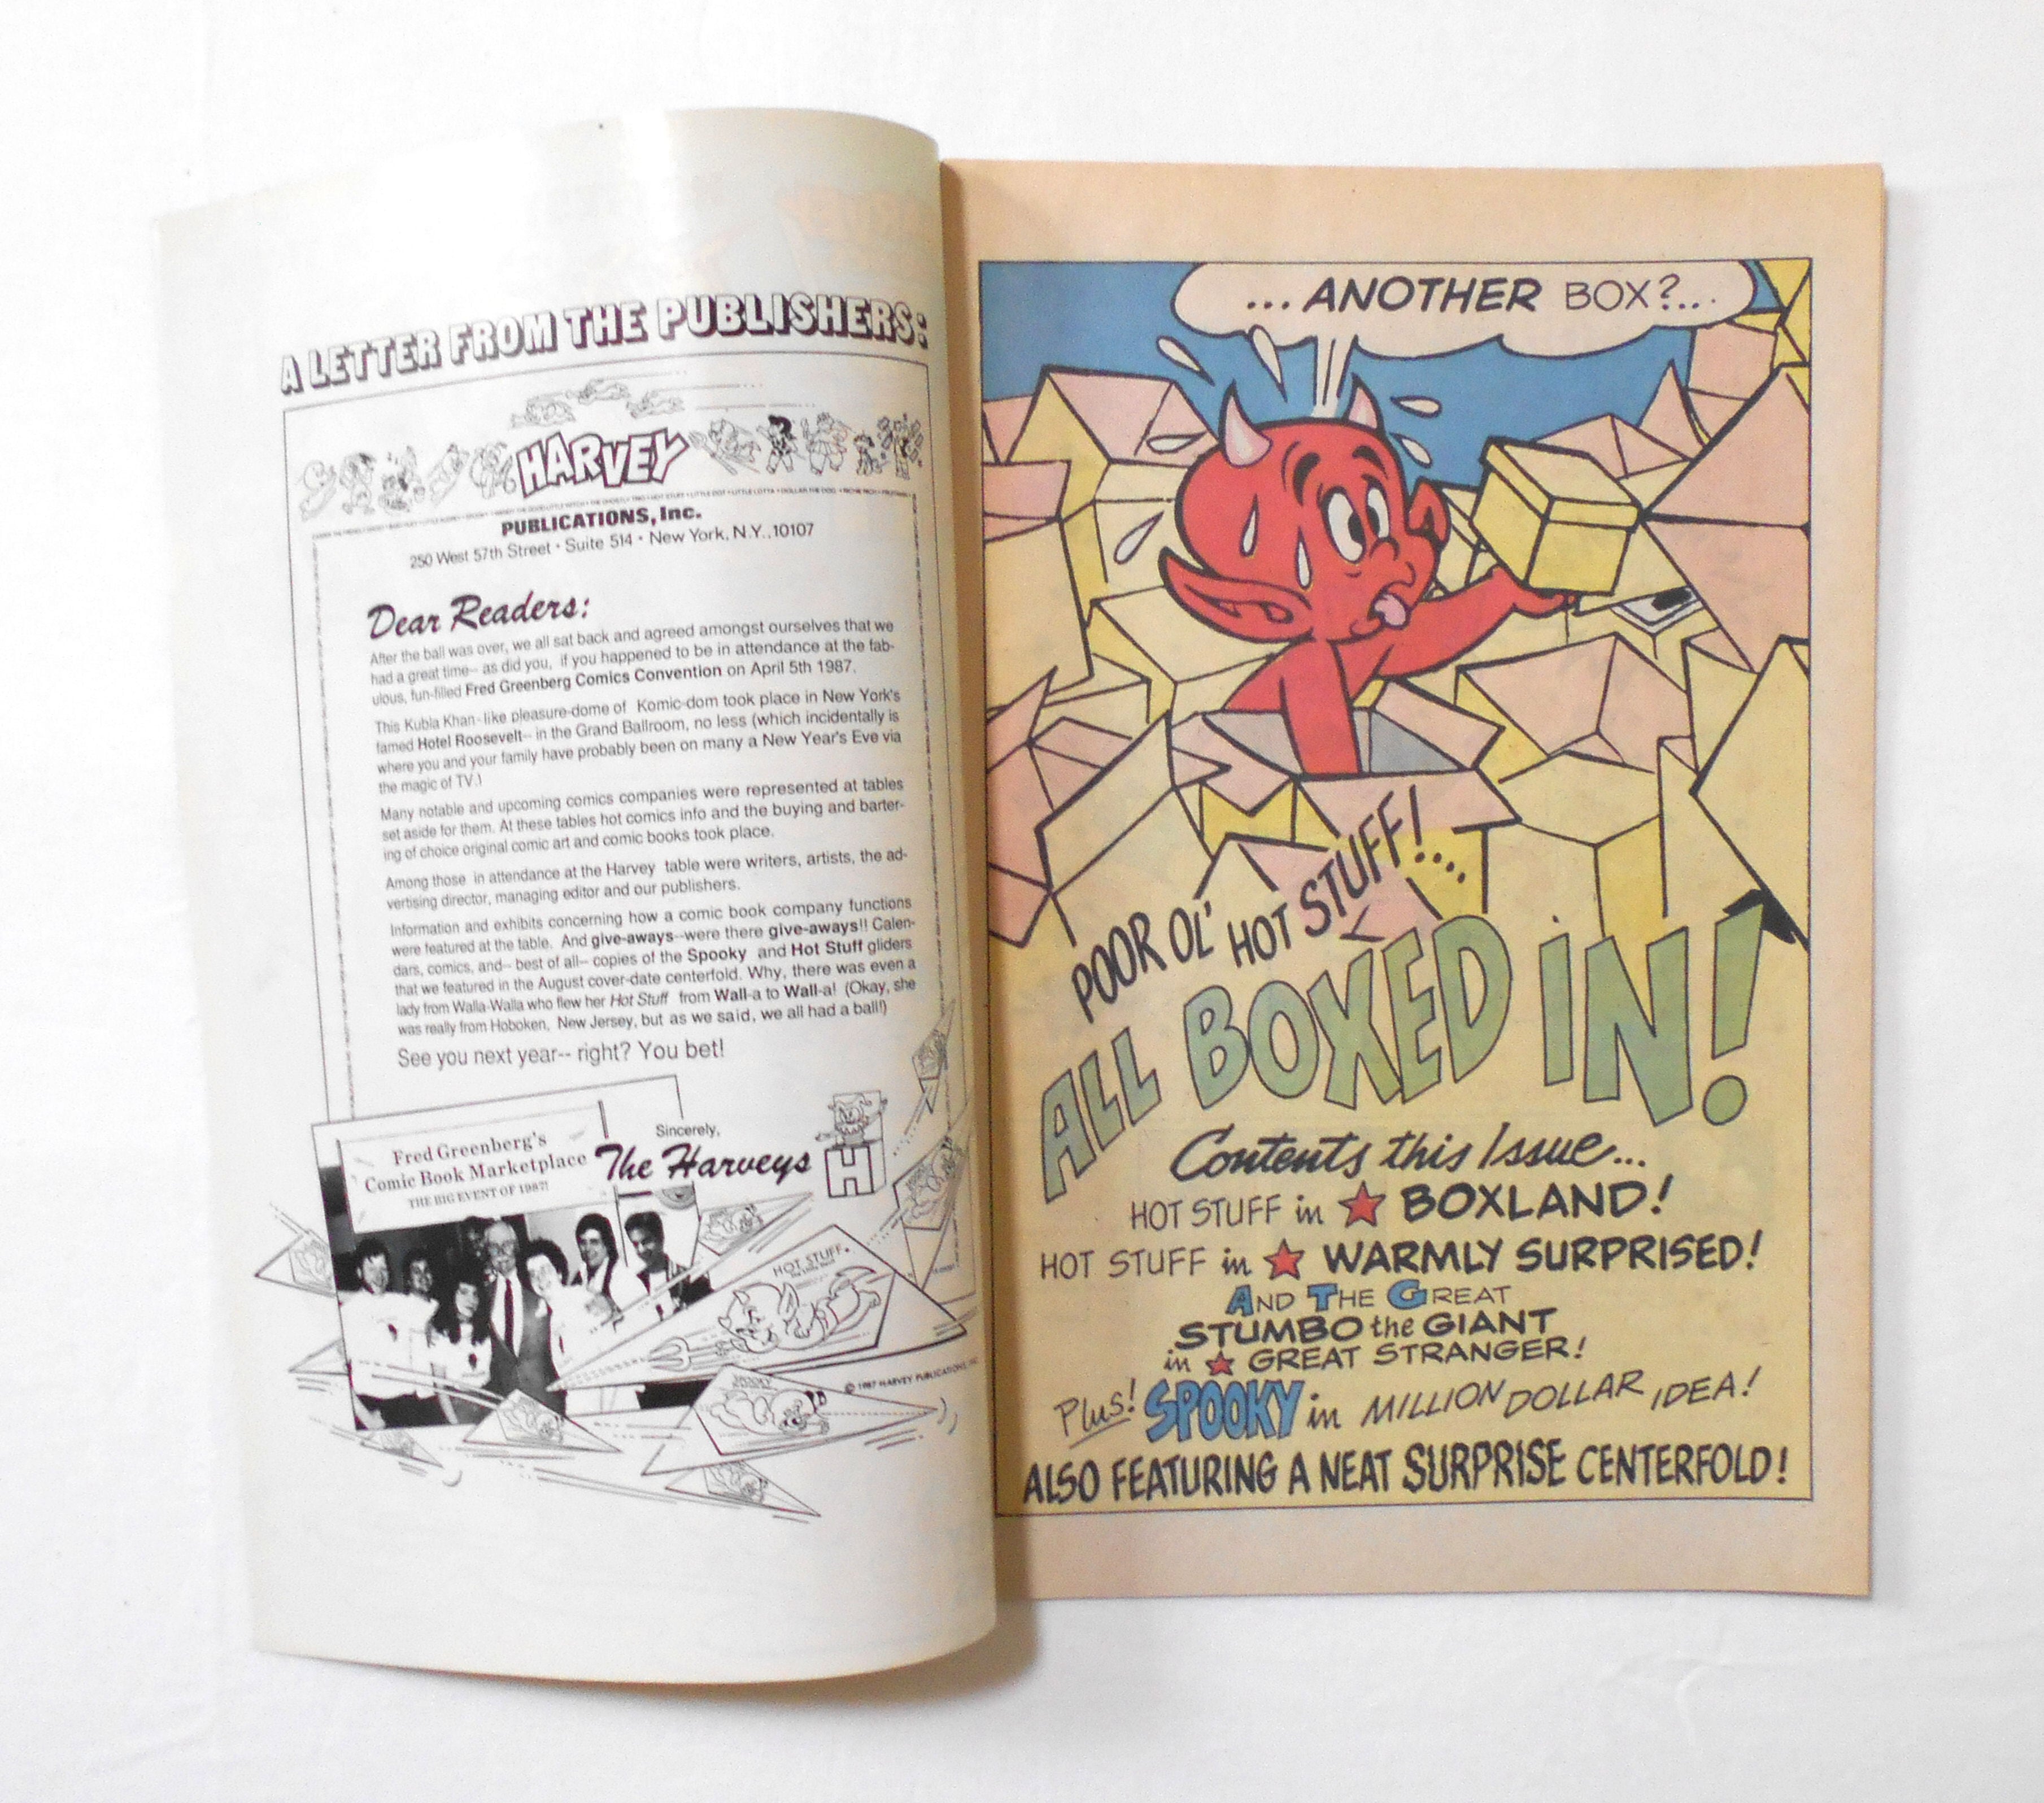 A LETTER FROM THE PUBLISHERS:
HARVEY
PUBLICATIONS, Inc.
250 West 57th Street • Suite 514 • New York, N.Y.,10107
Dear Readers:
After the ball was over, we all sat back and agreed amongst ourselves that we
had a great time-- as did you, if you happened to be in attendance at the fab-
ulous, fun-filled Fred Greenberg Comics Convention on April 5th 1987.
This Kubla Khan-like pleasure-dome of Komic-dom took place in New York's
famed Hotel Roosevelt-- in the Grand Ballroom, no less (which incidentally is
where you and your family have probably been on many a New Year's Eve via
the magic of TV.)
Many notable and upcoming comics companies were represented at tables
set aside for them. At these tables hot comics info and the buying and barter-
ing of choice original comic art and comic books took place.
Among those in attendance at the Harvey table were writers, artists, the ad-
vertising director, managing editor and our publishers.
Information and exhibits concerning how a comic book company functions
were featured at the table. And give-aways--were there give-aways!! Calen-
dars, comics, and-- best of all-- copies of the Spooky and Hot Stuff gliders
that we featured in the August cover-date centerfold. Why, there was even a
lady from Walla-Walla who flew her Hot Stuff from Wall-a to Wall-a! (Okay, she
was really from Hoboken, New Jersey, but as we said, we all had a ball!)
See you next year-- right? You bet!
Sincerely,
The Harveys
H
Fred Greenberg's
Comic Book Marketplace
THE BIG EVENT OF 1987!
HOT STUFF
SPOOKY
© 1987 HARVEY PUBLICATIONS, INC.
... ANOTHER BOX?...
POOR OL' HOT STUFF!....
ALL BOXED IN!
Contents this Issue...
HOT STUFF in BOXLAND!
HOT STUFF in WARMLY SURPRISED!
AND THE GREAT
STUMBO the GIANT
in GREAT STRANGER!
Plus! SPOOKY in MILLION DOLLAR IDEA!
ALSO FEATURING A NEAT SURPRISE CENTERFOLD!